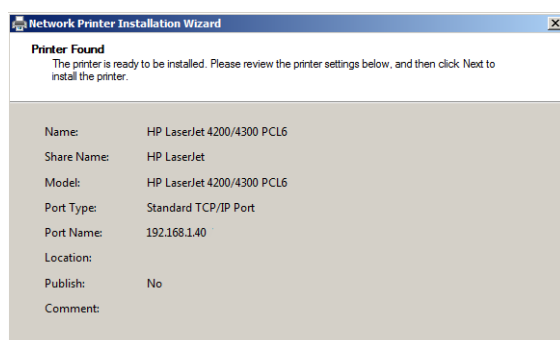 Network Printer Installation Wizard
Printer Found
The printer is ready to be installed. Please review the printer settings below, and then click Next to
install the printer.
Name: HP LaserJet 4200/4300 PCL6
Share Name: HP LaserJet
Model: HP LaserJet 4200/4300 PCL6
Port Type: Standard TCP/IP Port
Port Name: 192.168.1.40
Location:
Publish: No
Comment: